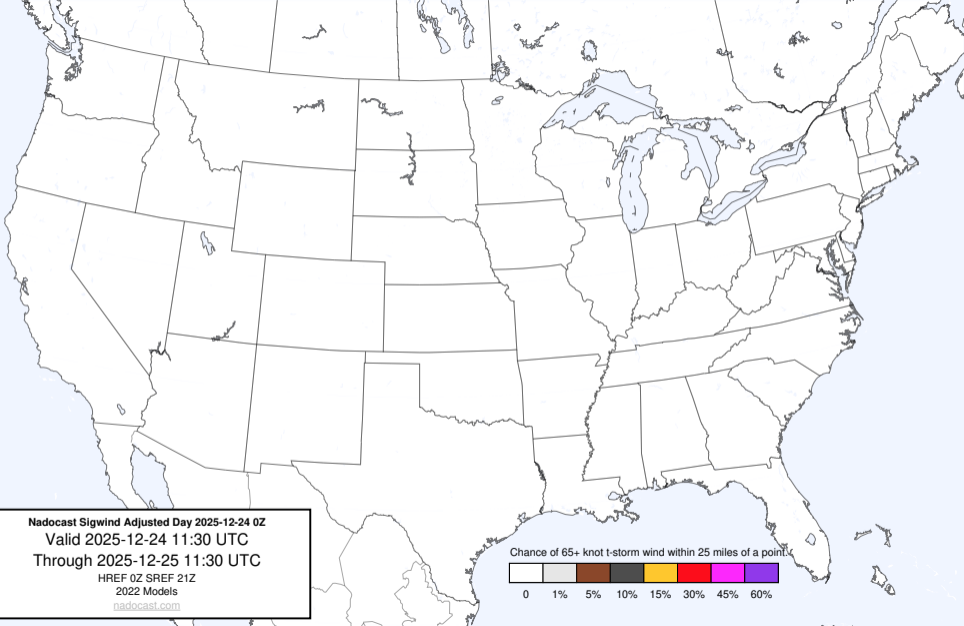 Nadocast Sigwind Adjusted Day 2025-12-24 0Z
Valid 2025-12-24 11:30 UTC
Through 2025-12-25 11:30 UTC
HREF 0Z SREF 21Z
2022 Models
nadocast.com
Chance of 65+ knot t-storm wind within 25 miles of a point.
0 1% 5% 10% 15% 30% 45% 60%